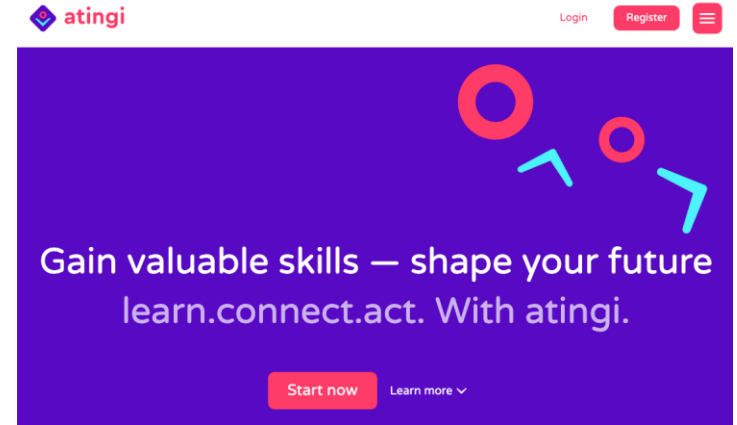 atingi
Login
Register
Gain valuable skills — shape your future
learn.connect.act. With atingi.
Start now
Learn more